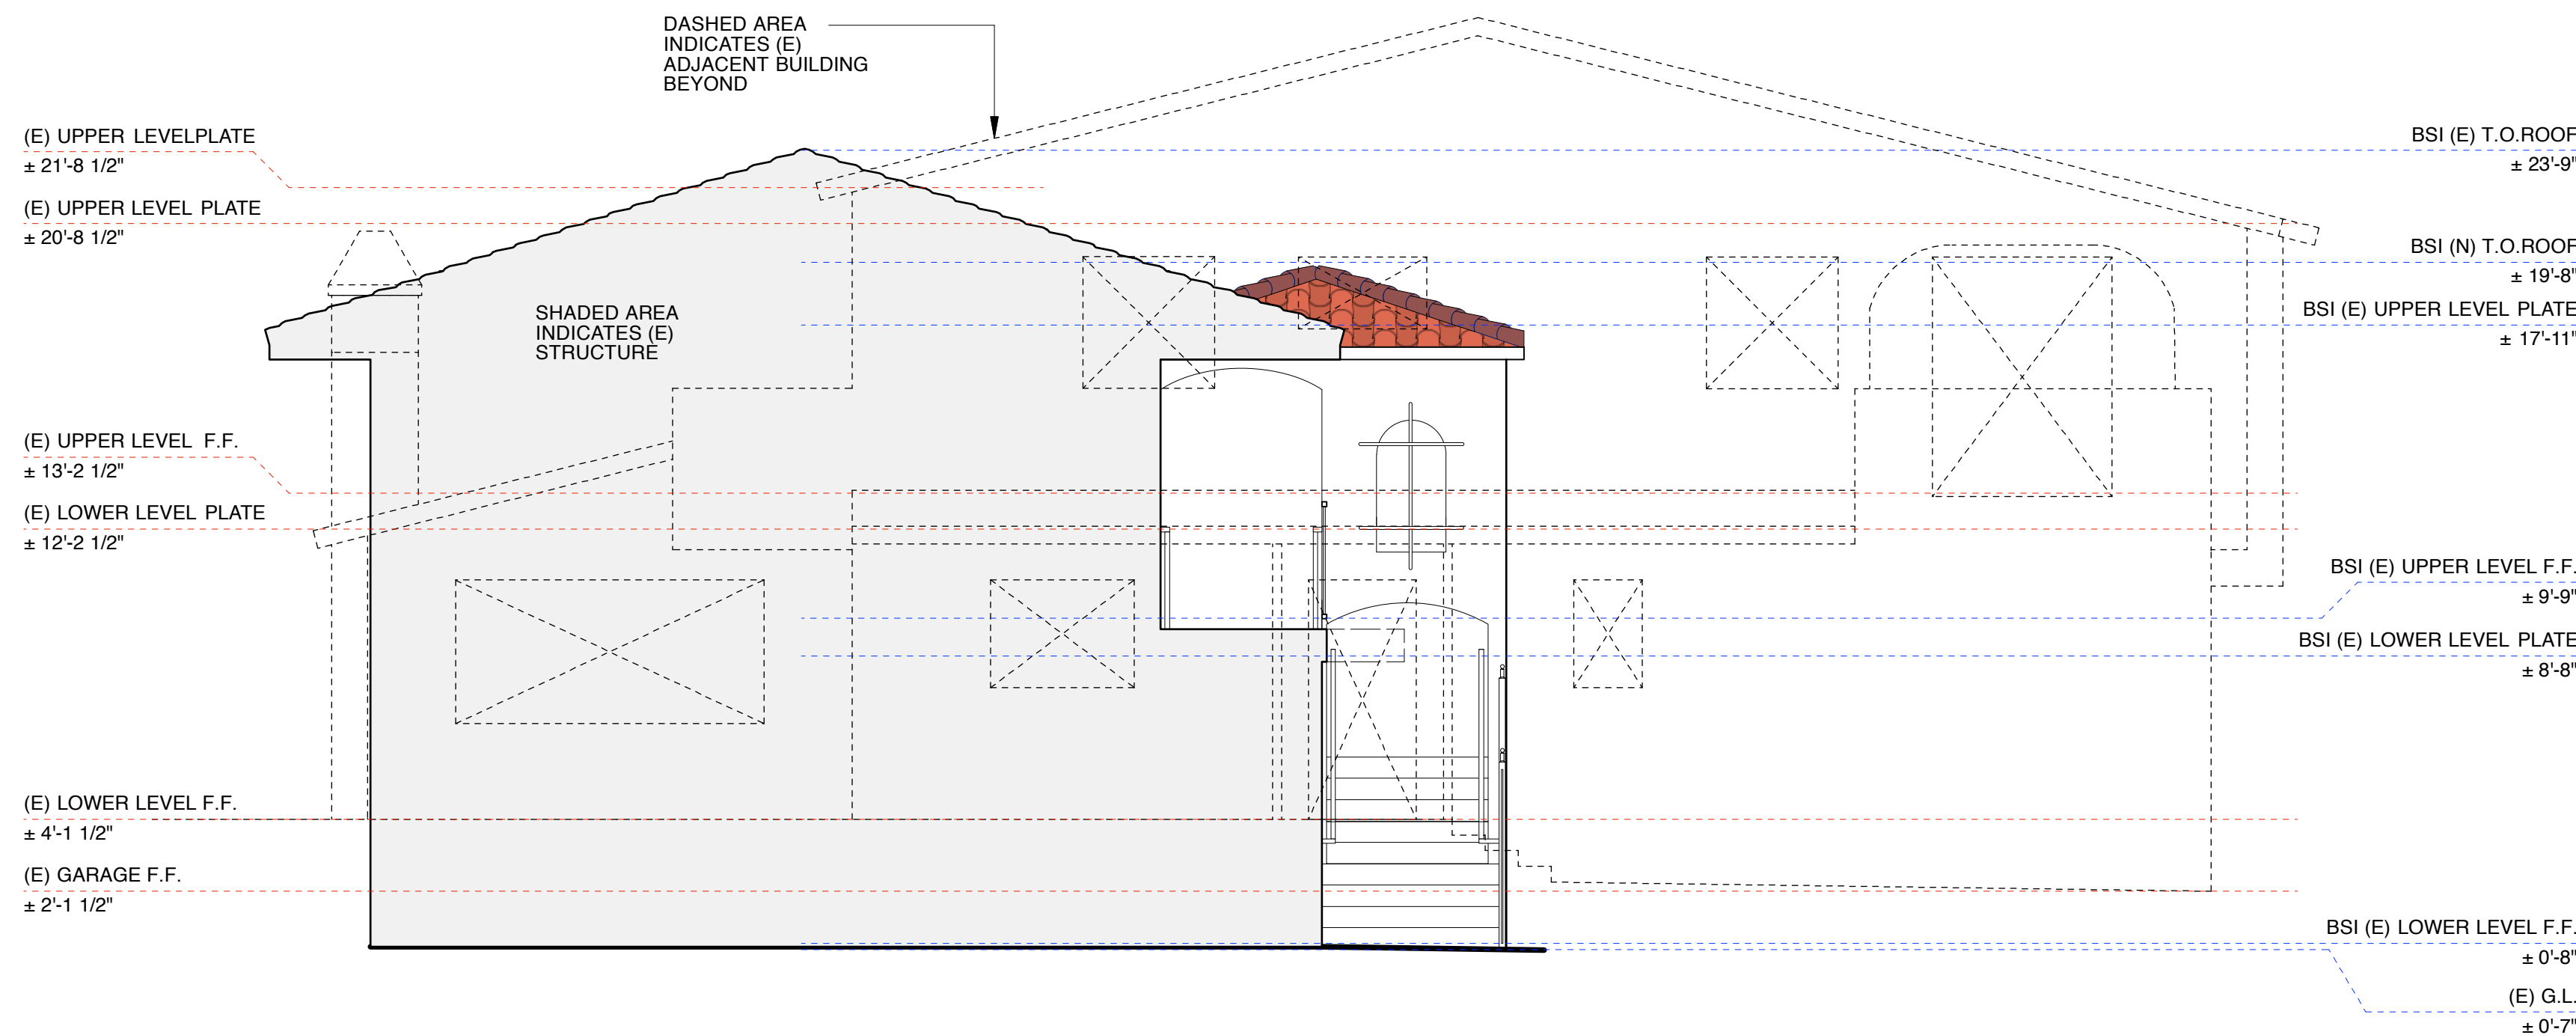 DASHED AREA
INDICATES (E)
ADJACENT BUILDING
BEYOND
(E) UPPER LEVELPLATE
± 21'-8 1/2"
(E) UPPER LEVEL PLATE
± 20'-8 1/2"
SHADED AREA
INDICATES (E)
STRUCTURE
(E) UPPER LEVEL F.F.
± 13'-2 1/2"
(E) LOWER LEVEL PLATE
± 12'-2 1/2"
(E) LOWER LEVEL F.F.
± 4'-1 1/2"
(E) GARAGE F.F.
± 2'-1 1/2"
BSI (E) T.O.ROOF
± 23'-9"
BSI (N) T.O.ROOF
± 19'-8"
BSI (E) UPPER LEVEL PLATE
± 17'-11"
BSI (E) UPPER LEVEL F.F.
± 9'-9"
BSI (E) LOWER LEVEL PLATE
± 8'-8"
BSI (E) LOWER LEVEL F.F.
± 0'-8"
(E) G.L.
± 0'-7"